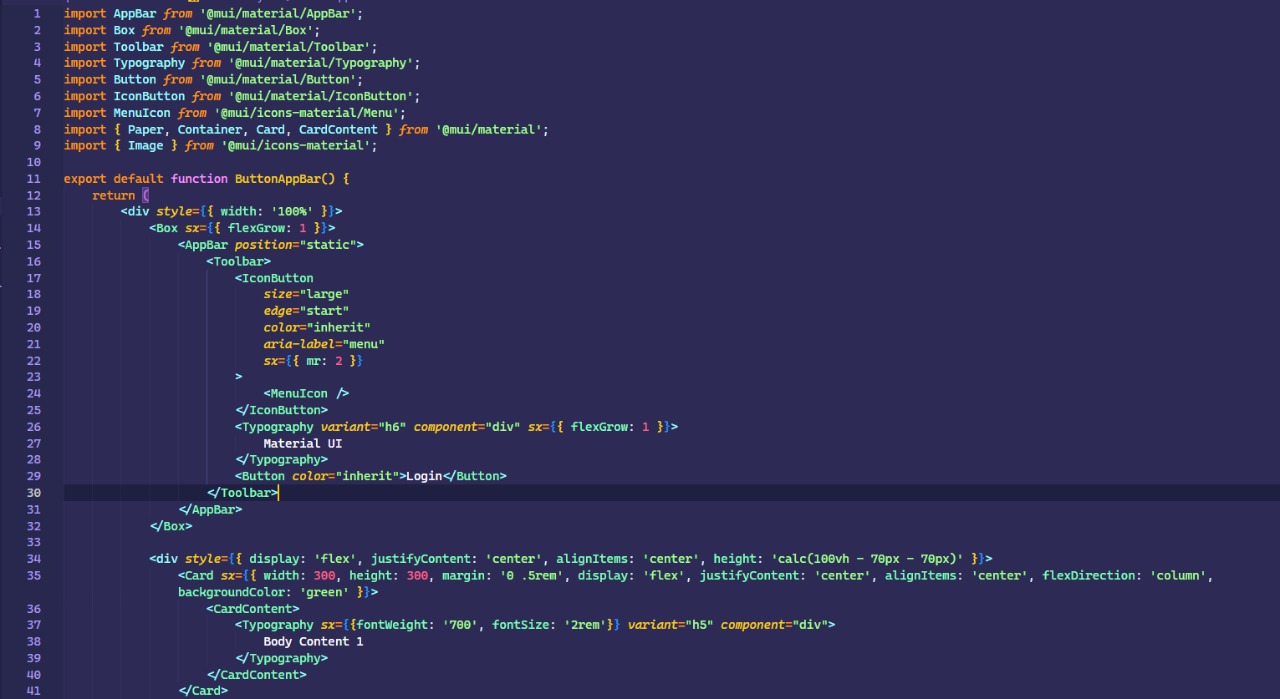 1 import AppBar from '@mui/material/AppBar';
2 import Box from '@mui/material/Box';
3 import Toolbar from '@mui/material/Toolbar';
4 import Typography from '@mui/material/Typography';
5 import Button from '@mui/material/Button';
6 import IconButton from '@mui/material/IconButton';
7 import MenuIcon from '@mui/icons-material/Menu';
8 import { Paper, Container, Card, CardContent } from '@mui/material';
9 import { Image } from '@mui/icons-material';
10
11 export default function ButtonAppBar() {
12     return (
13         <div style={{ width: '100%' }}>
14             <Box sx={{ flexGrow: 1 }}>
15                 <AppBar position="static">
16                     <Toolbar>
17                         <IconButton
18                             size="large"
19                             edge="start"
20                             color="inherit"
21                             aria-label="menu"
22                             sx={{ mr: 2 }}
23                         >
24                             <MenuIcon />
25                         </IconButton>
26                         <Typography variant="h6" component="div" sx={{ flexGrow: 1 }}>
27                             Material UI
28                         </Typography>
29                         <Button color="inherit">Login</Button>
30                     </Toolbar>
31                 </AppBar>
32             </Box>
33
34             <div style={{ display: 'flex', justifyContent: 'center', alignItems: 'center', height: 'calc(100vh - 70px - 70px)' }}>
35                 <Card sx={{ width: 300, height: 300, margin: '0 .5rem', display: 'flex', justifyContent: 'center', alignItems: 'center', flexDirection: 'column',
                backgroundColor: 'green' }}>
36                     <CardContent>
37                         <Typography sx={{fontWeight: '700', fontSize: '2rem'}} variant="h5" component="div">
38                             Body Content 1
39                         </Typography>
40                     </CardContent>
41                 </Card>